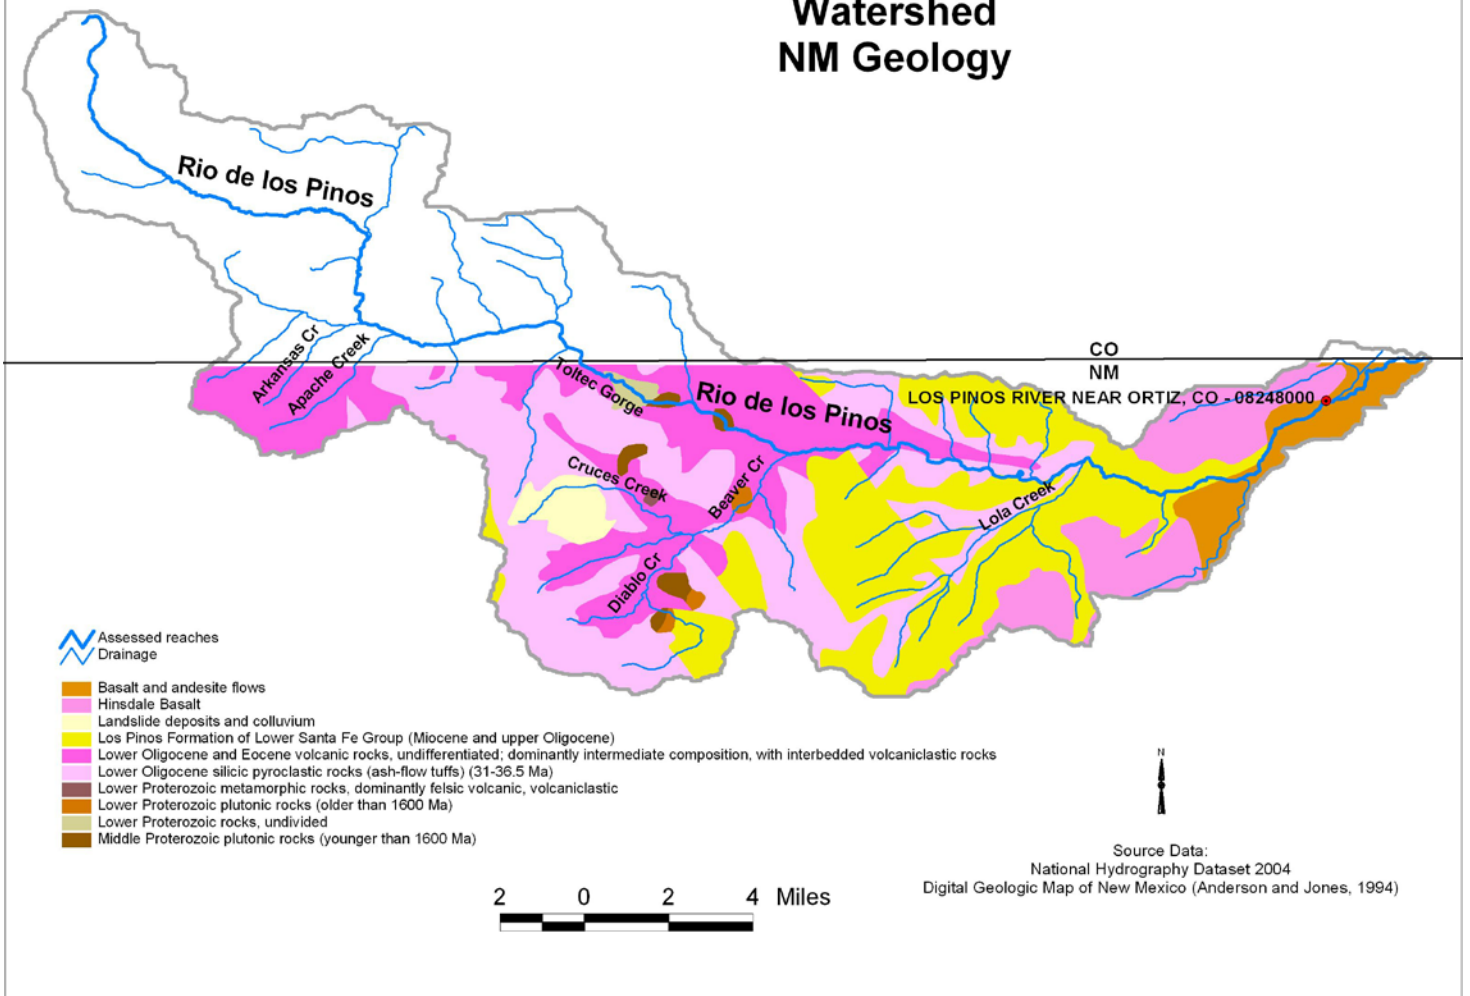 Watershed
NM Geology
Rio de los Pinos
Arkansas Cr
Apache Creek
CO
NM
Toltec Gorge
Rio de los Pinos
LOS PINOS RIVER NEAR ORTIZ, CO - 08248000
Cruces Creek
Beaver Cr
Lola Creek
Diablo Cr
Assessed reaches
Drainage
Basalt and andesite flows
Hinsdale Basalt
Landslide deposits and colluvium
Los Pinos Formation of Lower Santa Fe Group (Miocene and upper Oligocene)
Lower Oligocene and Eocene volcanic rocks, undifferentiated; dominantly intermediate composition, with interbedded volcaniclastic rocks
Lower Oligocene silicic pyroclastic rocks (ash-flow tuffs) (31-36.5 Ma)
Lower Proterozoic metamorphic rocks, dominantly felsic volcanic, volcaniclastic
Lower Proterozoic plutonic rocks (older than 1600 Ma)
Lower Proterozoic rocks, undivided
Middle Proterozoic plutonic rocks (younger than 1600 Ma)
N
Source Data:
National Hydrography Dataset 2004
Digital Geologic Map of New Mexico (Anderson and Jones, 1994)
2 0 2 4 Miles